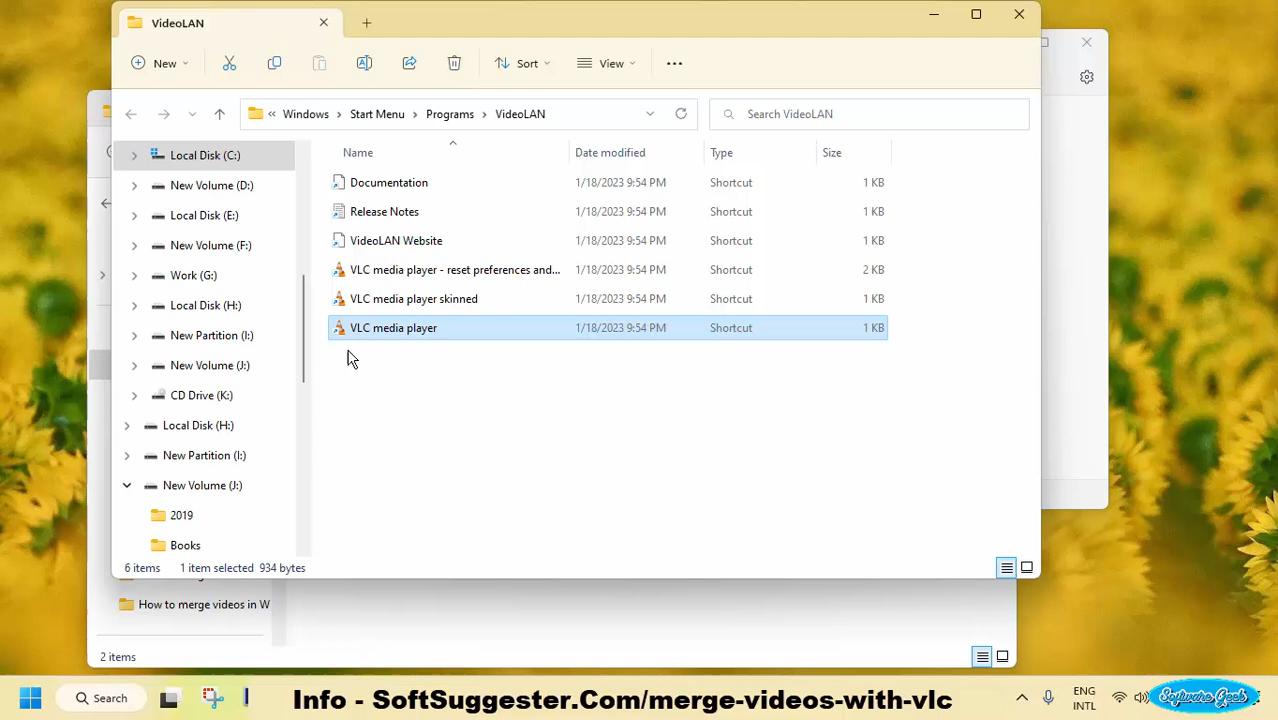 VideoLAN
New
Sort
View
« Windows > Start Menu > Programs > VideoLAN
Search VideoLAN
Name
Date modified
Type
Size
Local Disk (C:)
New Volume (D:)
Local Disk (E:)
New Volume (F:)
Work (G:)
Local Disk (H:)
New Partition (I:)
New Volume (J:)
CD Drive (K:)
Local Disk (H:)
New Partition (I:)
New Volume (J:)
2019
Books
Documentation 1/18/2023 9:54 PM Shortcut 1 KB
Release Notes 1/18/2023 9:54 PM Shortcut 1 KB
VideoLAN Website 1/18/2023 9:54 PM Shortcut 1 KB
VLC media player - reset preferences and... 1/18/2023 9:54 PM Shortcut 2 KB
VLC media player skinned 1/18/2023 9:54 PM Shortcut 1 KB
VLC media player 1/18/2023 9:54 PM Shortcut 1 KB
6 items 1 item selected 934 bytes
How to merge videos in W
2 items
Search
Info - SoftSuggester.Com/merge-videos-with-vlc
ENG
INTL
Software Geek